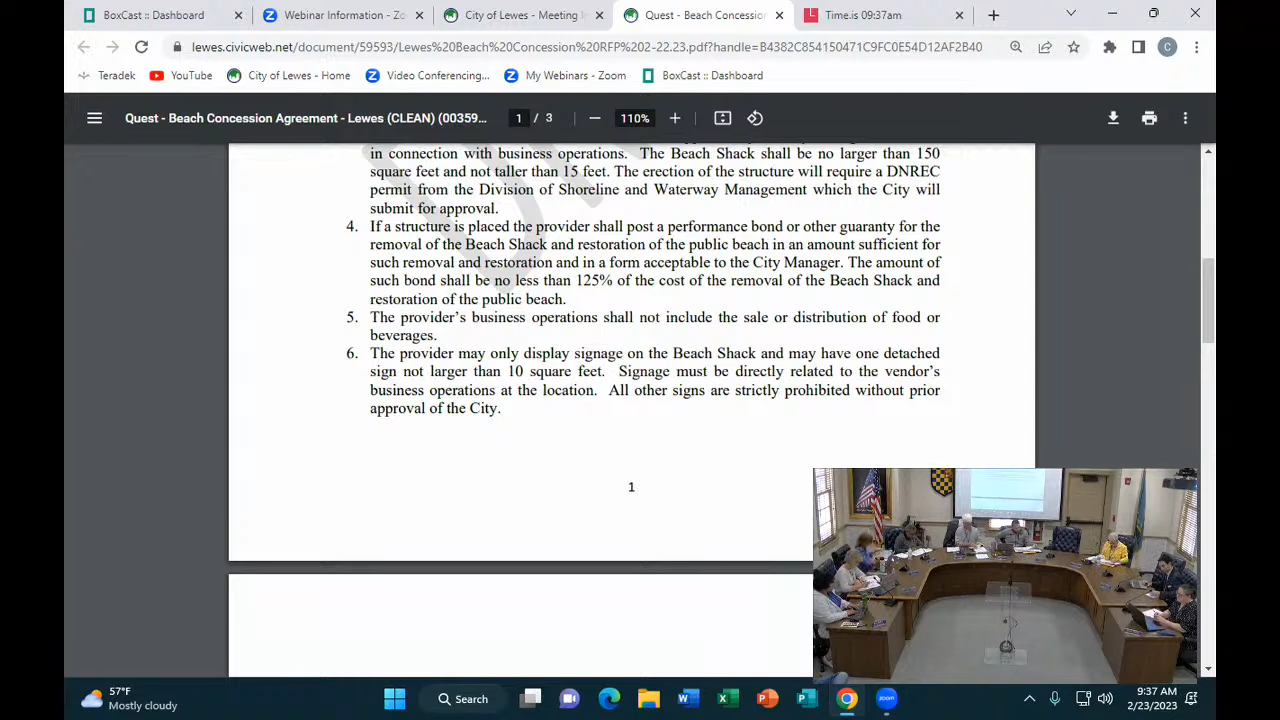 BoxCast :: Dashboard
Webinar Information - Zo
City of Lewes - Meeting
Quest - Beach Concession
Time.is 09:37am
lewes.civicweb.net/document/59593/Lewes%20Beach%20Concession%20RFP%202-22.23.pdf?handle=B4382C854150471C9FC0E54D12AF2B40
C
Teradek
YouTube
City of Lewes - Home
Video Conferencing...
My Webinars - Zoom
BoxCast :: Dashboard
Quest - Beach Concession Agreement - Lewes (CLEAN) (00359...
1 / 3
110%
in connection with business operations. The Beach Shack shall be no larger than 150
square feet and not taller than 15 feet. The erection of the structure will require a DNREC
permit from the Division of Shoreline and Waterway Management which the City will
submit for approval.
4. If a structure is placed the provider shall post a performance bond or other guaranty for the
removal of the Beach Shack and restoration of the public beach in an amount sufficient for
such removal and restoration and in a form acceptable to the City Manager. The amount of
such bond shall be no less than 125% of the cost of the removal of the Beach Shack and
restoration of the public beach.
5. The provider's business operations shall not include the sale or distribution of food or
beverages.
6. The provider may only display signage on the Beach Shack and may have one detached
sign not larger than 10 square feet. Signage must be directly related to the vendor's
business operations at the location. All other signs are strictly prohibited without prior
approval of the City.
1
57°F
Mostly cloudy
Search
zoom
9:37 AM
2/23/2023